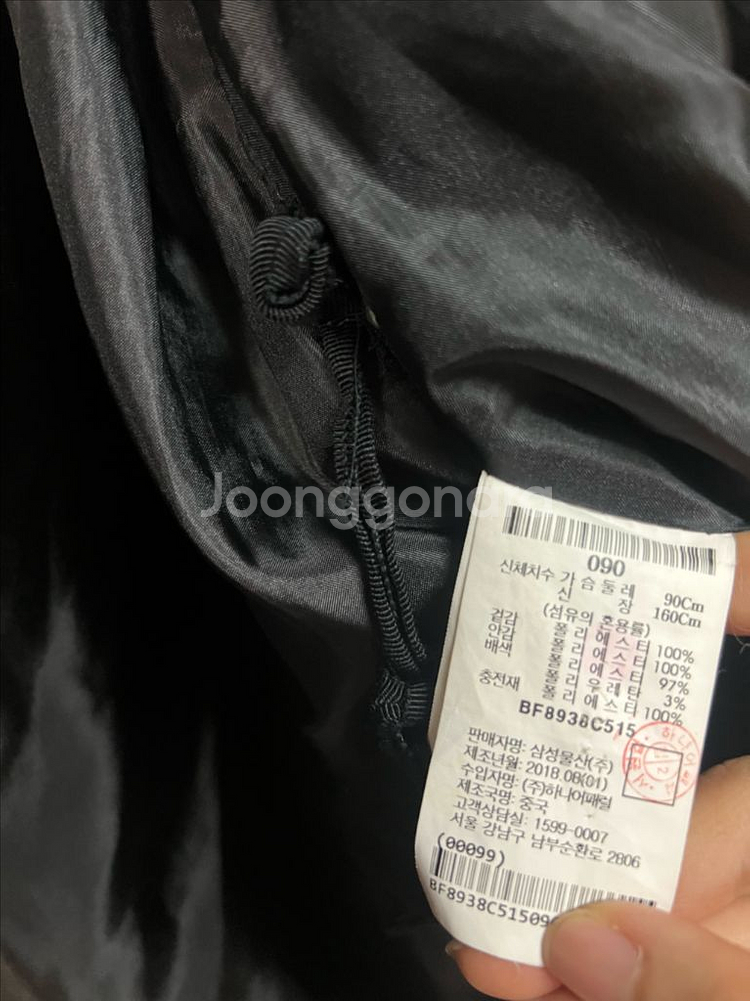 Joonggonara
090
신체치수 가 슴 둘 레 90Cm
신 장 160Cm
(섬유의 혼용률)
겉감 폴 리 에 스 터 100%
안감 폴 리 에 스 터 100%
배색 폴 리 에 스 터 97%
폴 리 우 레 탄 3%
충전재 폴 리 에 스 터 100%
BF8938C515
판매자명: 삼성물산(주)
제조년월: 2018.08(01)
수입자명: (주)하니어패럴
제조국명: 중국
고객상담실: 1599-0007
서울 강남구 남부순환로 2806
(00099)
BF8938C51509